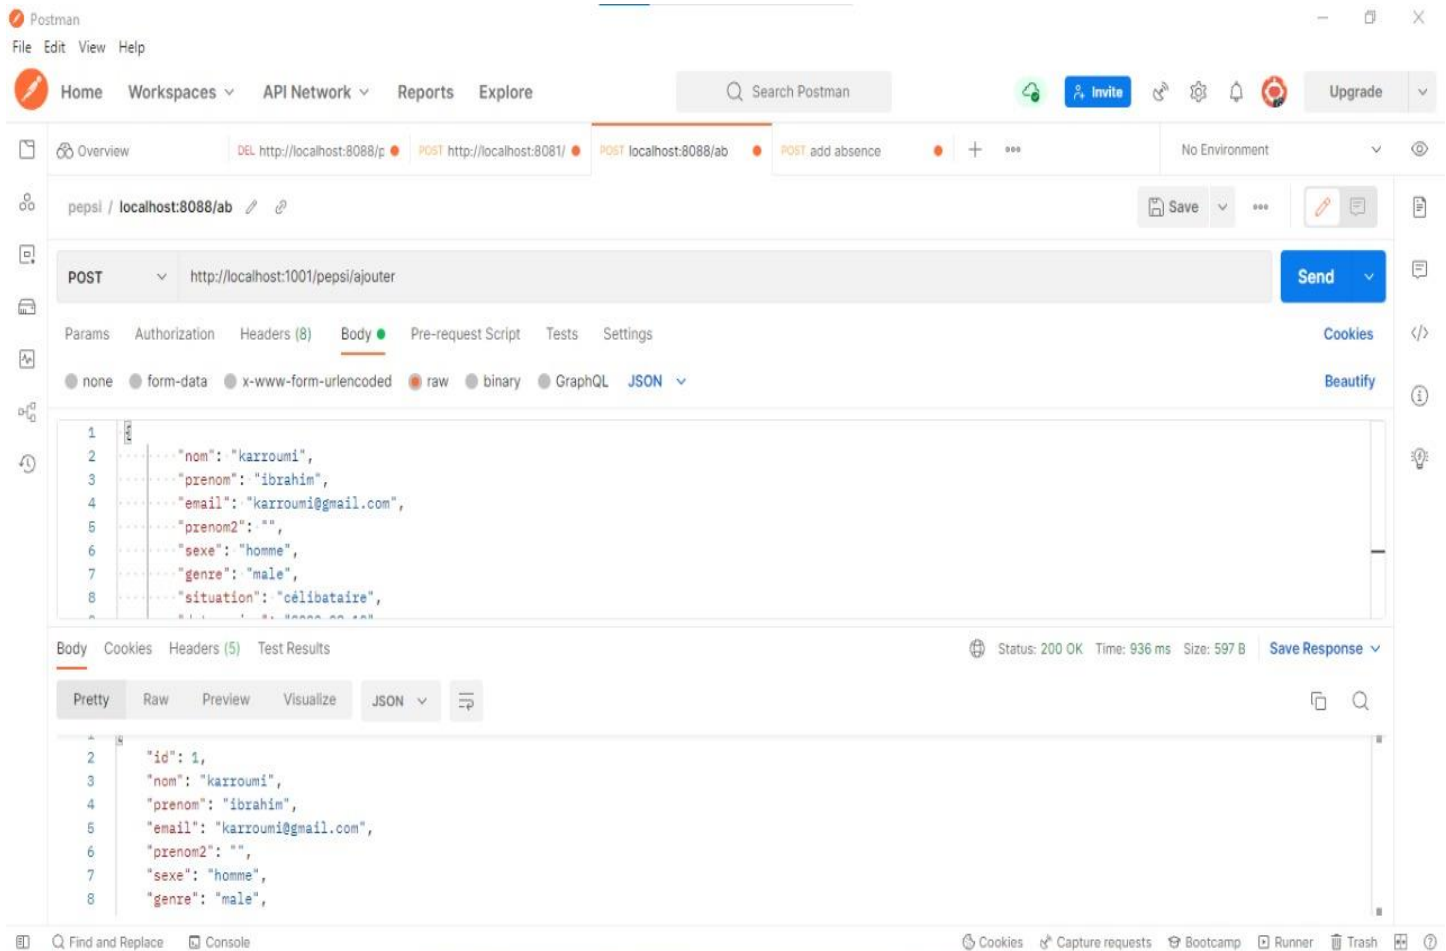 Postman
File Edit View Help
Home Workspaces API Network Reports Explore Search Postman Invite Upgrade
Overview DEL http://localhost:8088/p POST http://localhost:8081/ POST localhost:8088/ab POST add absence No Environment
pepsi / localhost:8088/ab Save
POST http://localhost:1001/pepsi/ajouter Send
Params Authorization Headers (8) Body Pre-request Script Tests Settings Cookies
none form-data x-www-form-urlencoded raw binary GraphQL JSON Beautify
1 {
2 "nom": "karroumi",
3 "prenom": "ibrahim",
4 "email": "karroumi@gmail.com",
5 "prenom2": "",
6 "sexe": "homme",
7 "genre": "male",
8 "situation": "célibataire",
Body Cookies Headers (5) Test Results Status: 200 OK Time: 936 ms Size: 597 B Save Response
Pretty Raw Preview Visualize JSON
2 "id": 1,
3 "nom": "karroumi",
4 "prenom": "ibrahim",
5 "email": "karroumi@gmail.com",
6 "prenom2": "",
7 "sexe": "homme",
8 "genre": "male",
Find and Replace Console Cookies Capture requests Bootcamp Runner Trash